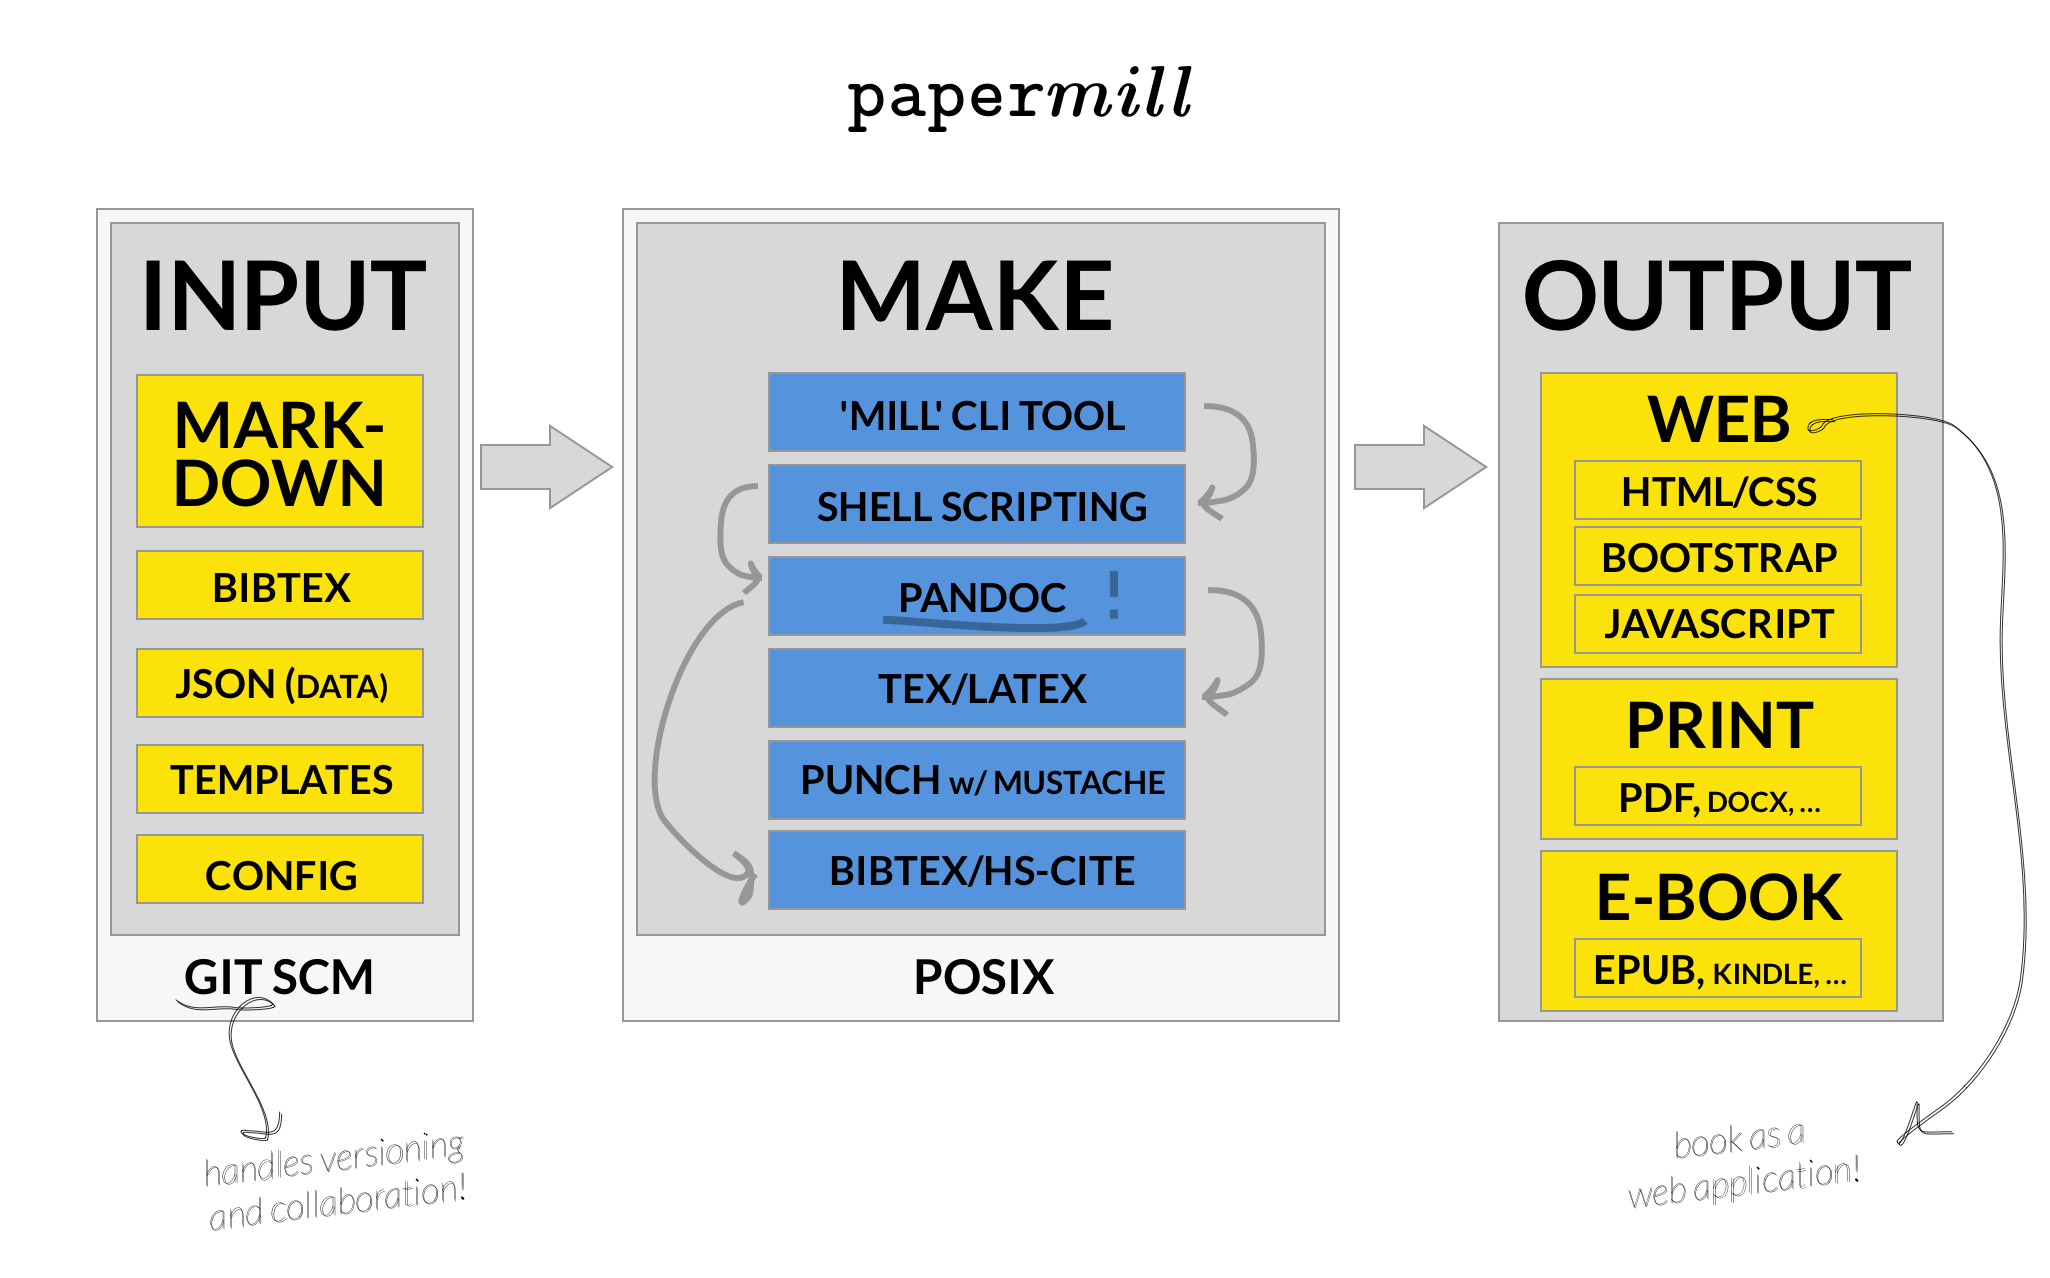 papermill
INPUT
MARK-
DOWN
BIBTEX
JSON (DATA)
TEMPLATES
CONFIG
GIT SCM
handles versioning
and collaboration!
MAKE
'MILL' CLI TOOL
SHELL SCRIPTING
PANDOC !
TEX/LATEX
PUNCH w/ MUSTACHE
BIBTEX/HS-CITE
POSIX
OUTPUT
WEB
HTML/CSS
BOOTSTRAP
JAVASCRIPT
PRINT
PDF, DOCX, ...
E-BOOK
EPUB, KINDLE, ...
book as a
web application!